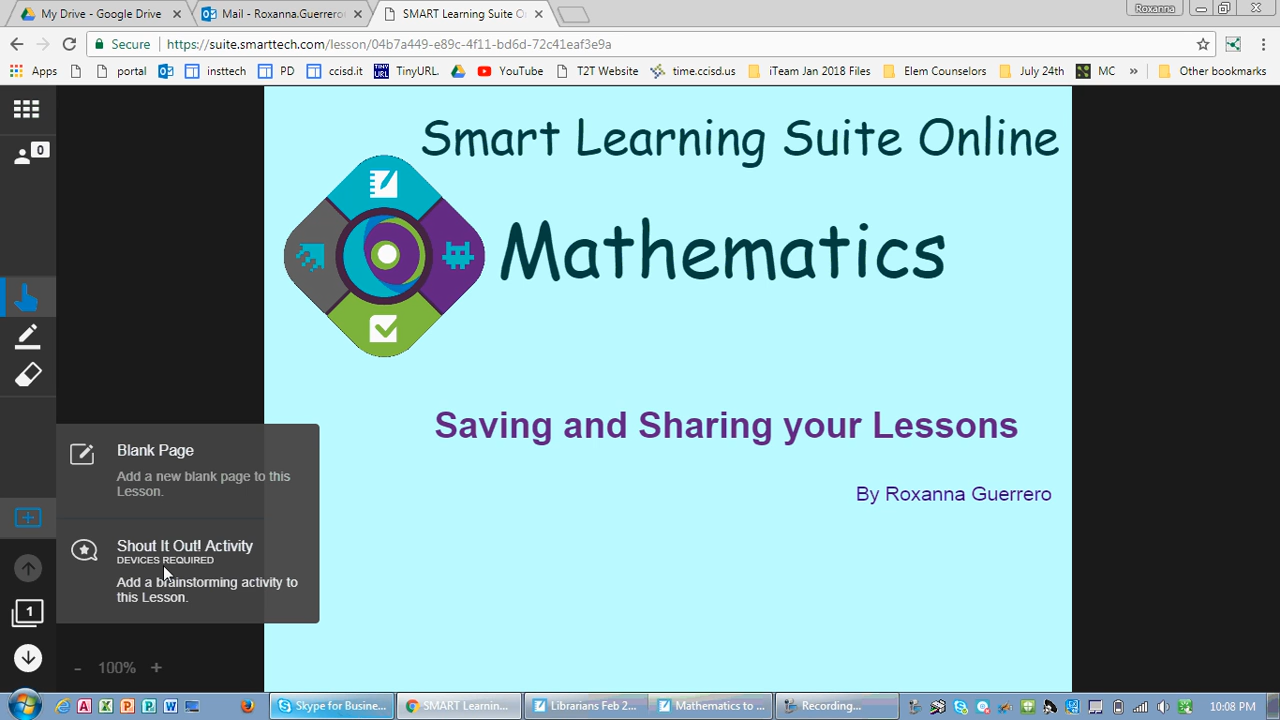 My Drive - Google Drive
Mail - Roxanna.Guerrero
SMART Learning Suite O
Roxanna
Secure
https://suite.smarttech.com/lesson/04b7a449-e89c-4f11-bd6d-72c41eaf3e9a
Apps
portal
insttech
PD
ccisd.it
TinyURL.
YouTube
T2T Website
time.ccisd.us
iTeam Jan 2018 Files
Elem Counselors
July 24th
MC
»
Other bookmarks
0
Smart Learning Suite Online
Mathematics
Saving and Sharing your Lessons
By Roxanna Guerrero
Blank Page
Add a new blank page to this
Lesson.
Shout It Out! Activity
DEVICES REQUIRED
Add a brainstorming activity to
this Lesson.
1
- 100% +
Skype for Busine...
SMART Learnin...
Librarians Feb 2...
Mathematics to ...
Recording...
10:08 PM